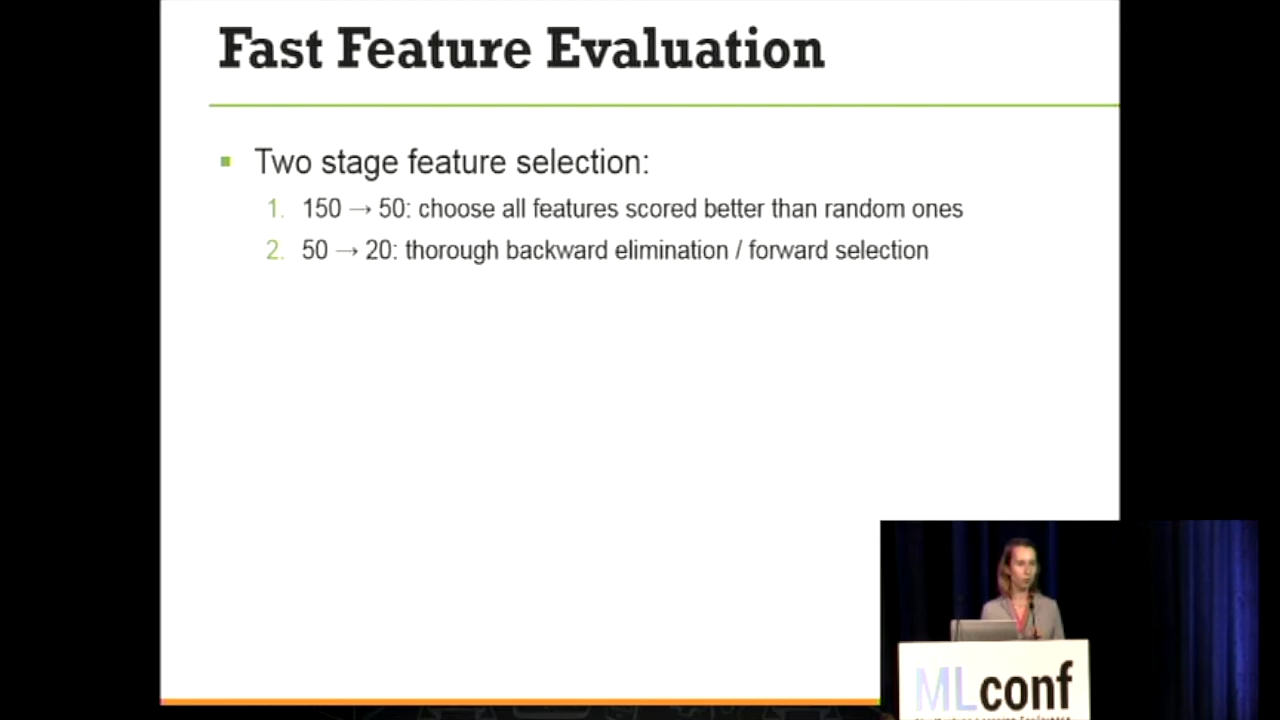 Fast Feature Evaluation
Two stage feature selection:
1. 150 → 50: choose all features scored better than random ones
2. 50 → 20: thorough backward elimination / forward selection
MLconf